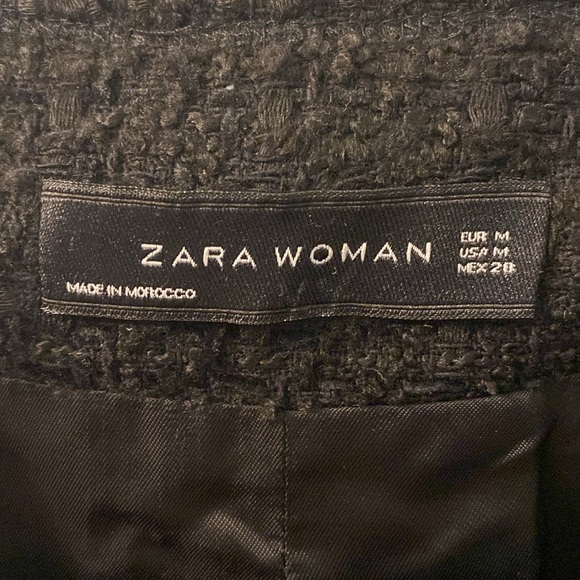 ZARA WOMAN
EUR M
USA M
MEX 28
MADE IN MOROCCO